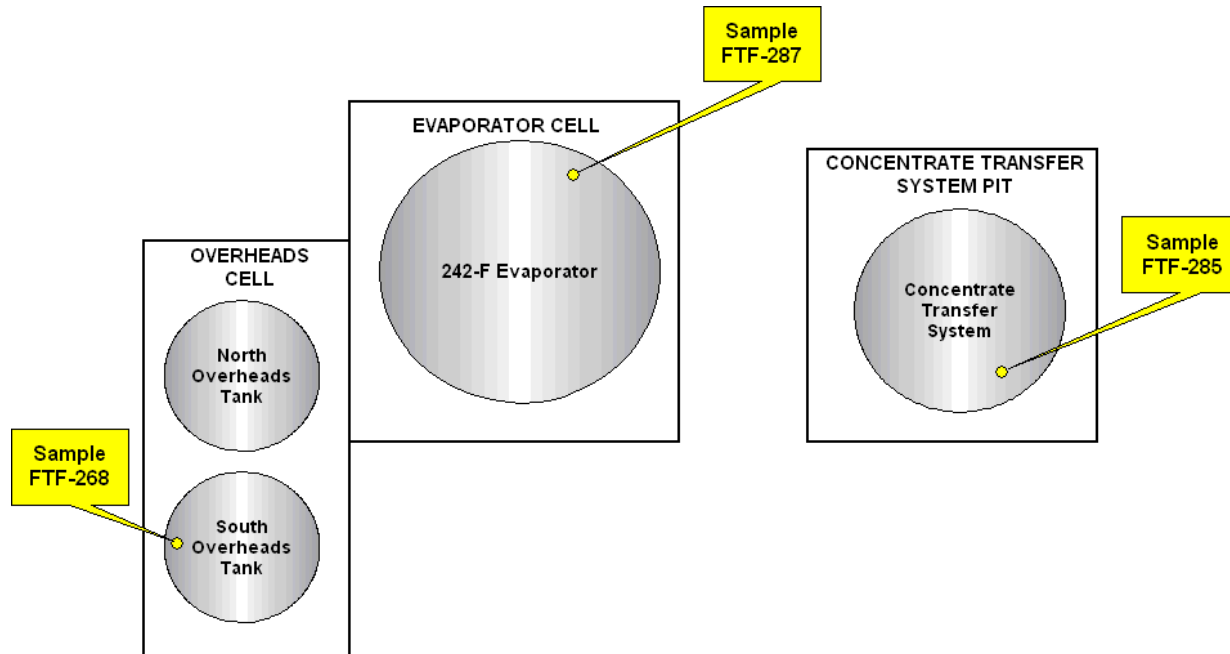 Sample
FTF-287
EVAPORATOR CELL
242-F Evaporator
CONCENTRATE TRANSFER
SYSTEM PIT
Concentrate
Transfer
System
Sample
FTF-285
OVERHEADS
CELL
North
Overheads
Tank
Sample
FTF-268
South
Overheads
Tank